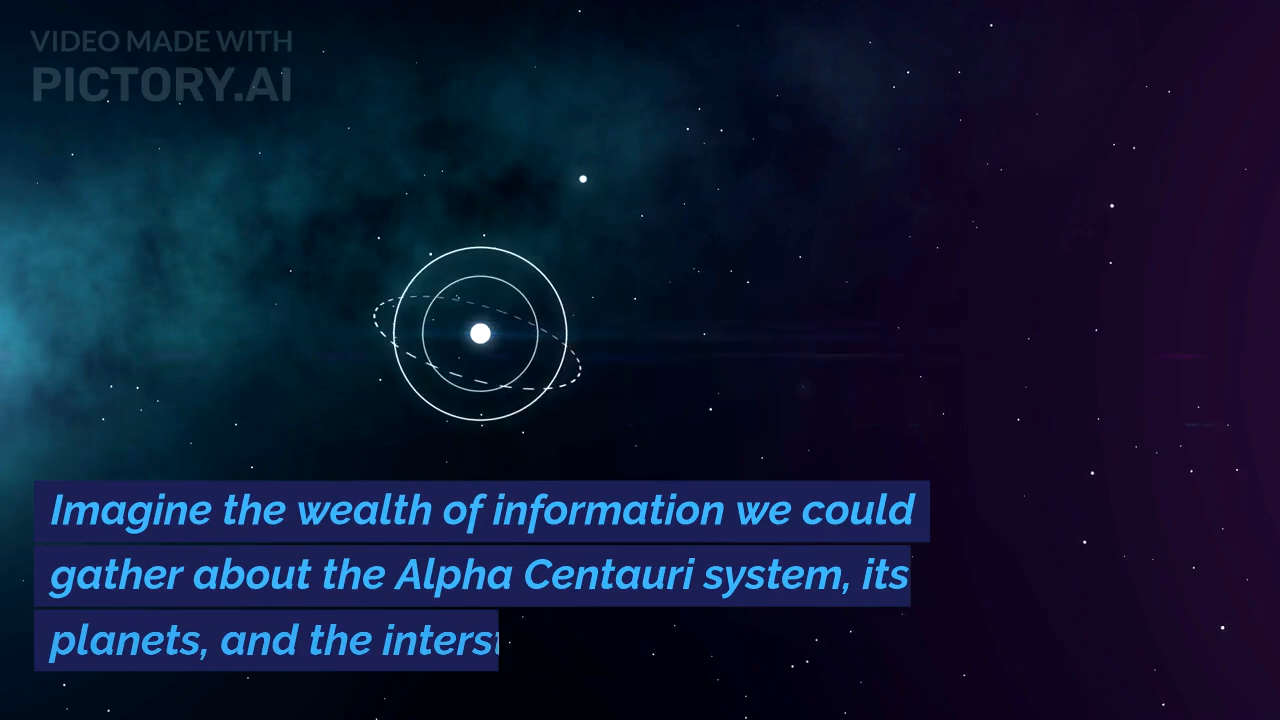 VIDEO MADE WITH
PICTORY.AI
Imagine the wealth of information we could
gather about the Alpha Centauri system, its
planets, and the inters